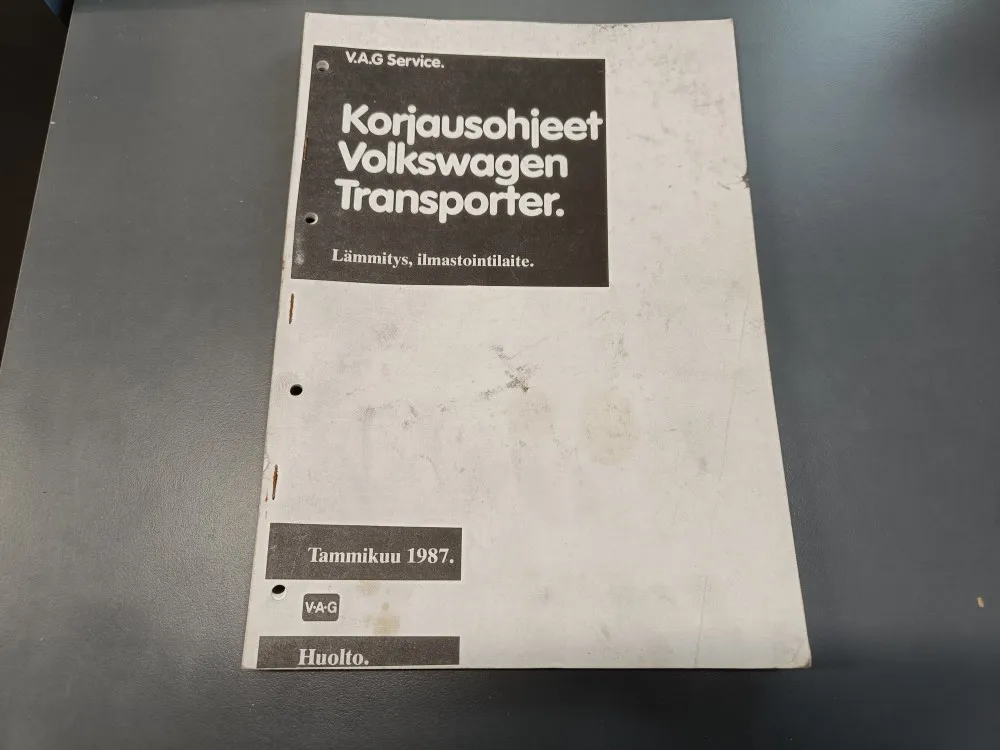 V.A.G Service.
Korjausohjeet
Volkswagen
Transporter.
Lämmitys, ilmastointilaite.
Tammikuu 1987.
V·A·G
Huolto.